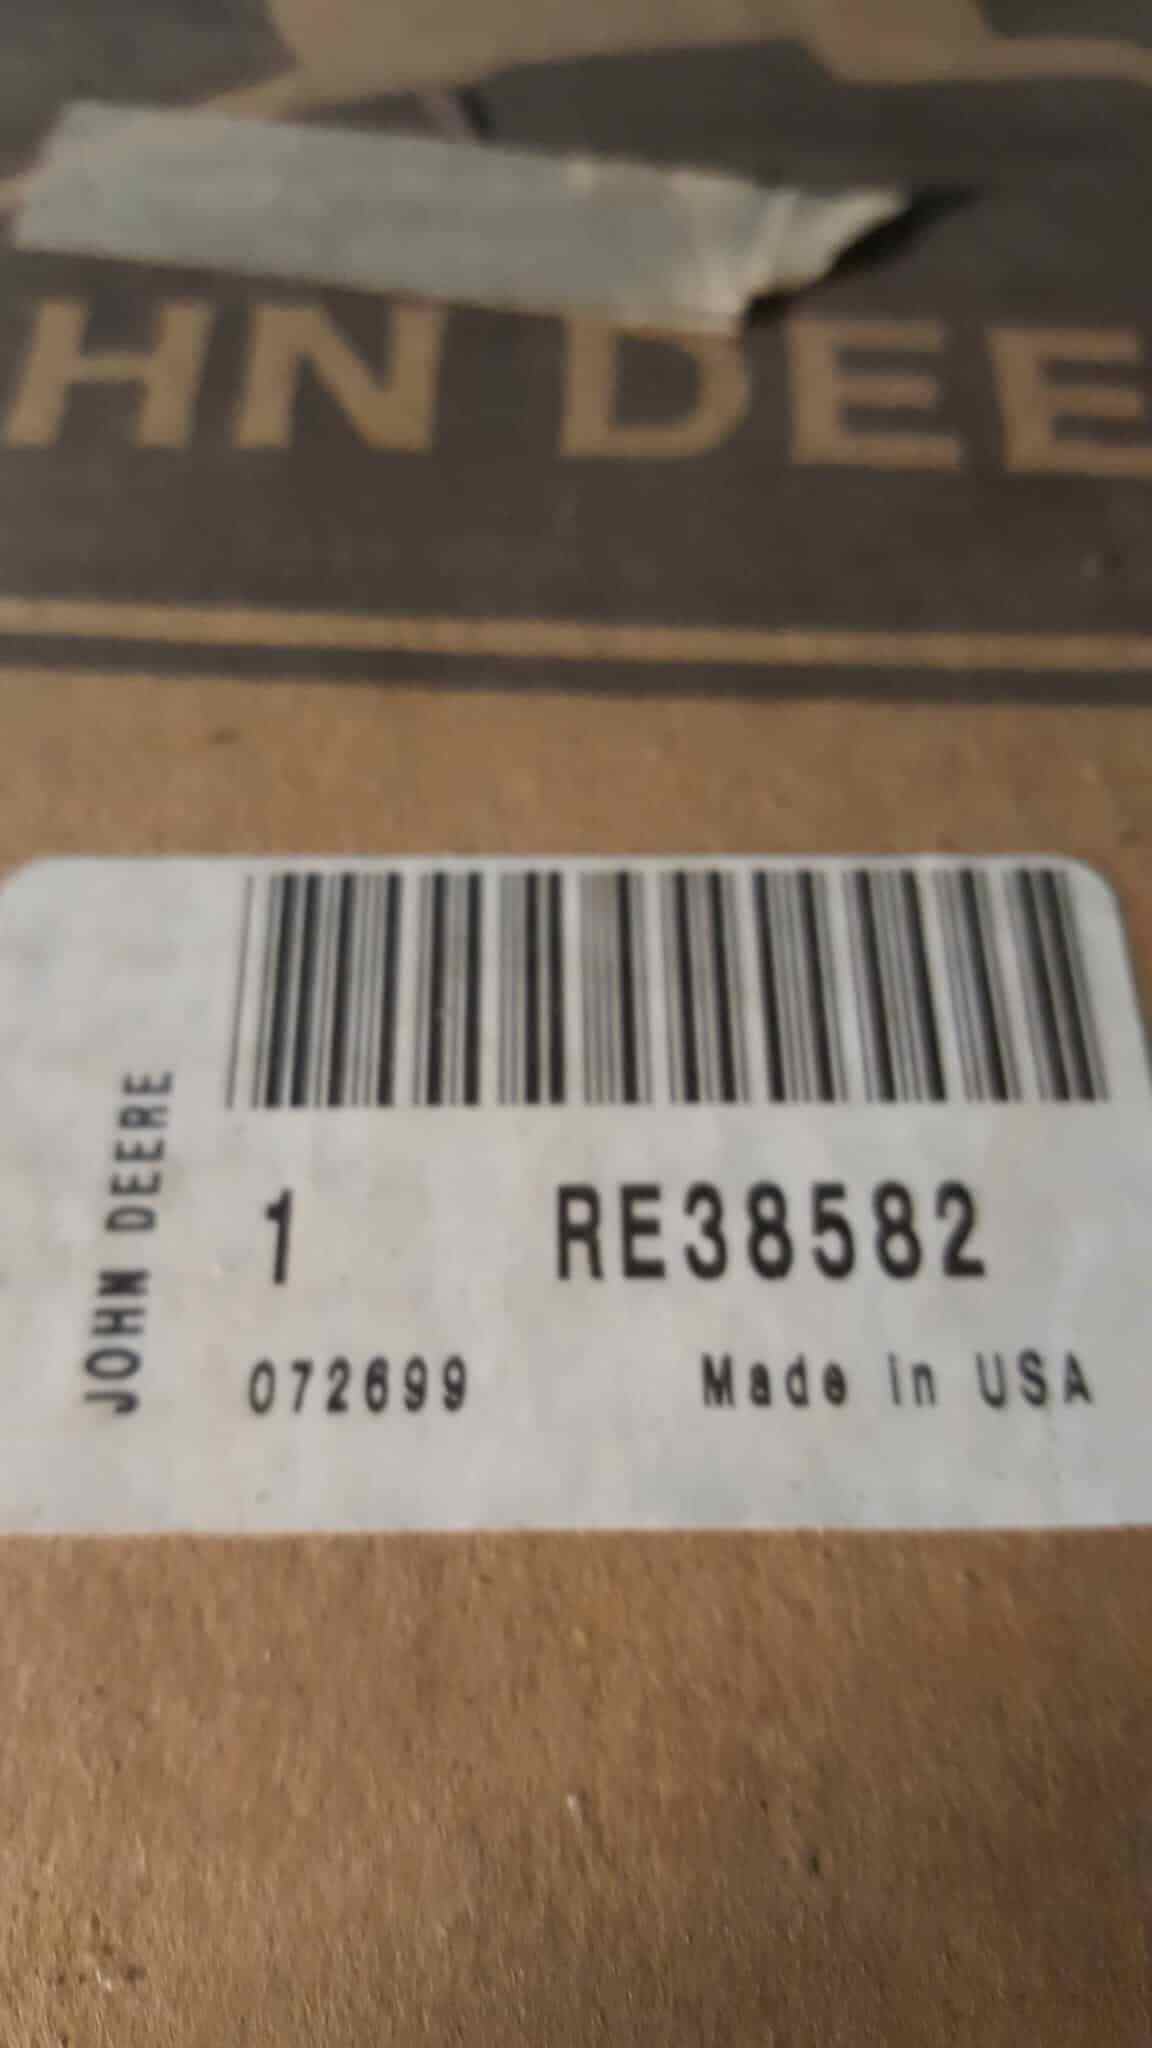 HN DEE
JOHN DEERE
1 RE38582
072699 Made in USA